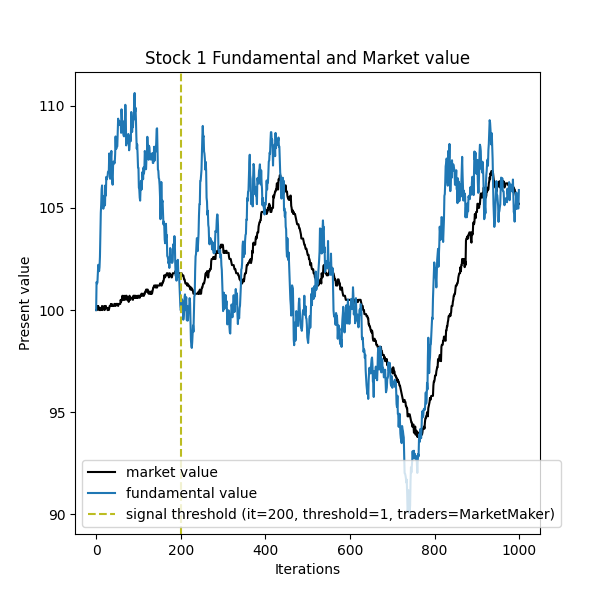 Stock 1 Fundamental and Market value
110
105
100
95
90
Present value
market value
fundamental value
signal threshold (it=200, threshold=1, traders=MarketMaker)
0 200 400 600 800 1000
Iterations